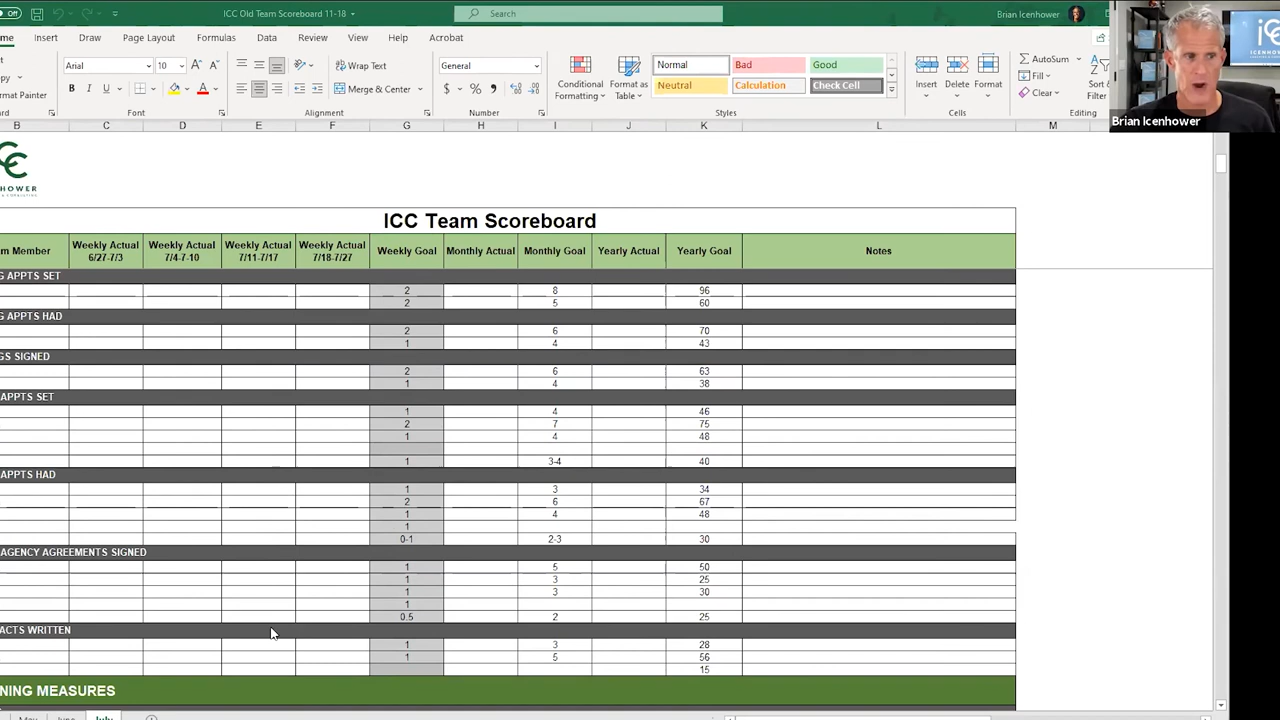 Off ICC Old Team Scoreboard 11-18 Search Brian Icenhower
me Insert Draw Page Layout Formulas Data Review View Help Acrobat
Arial 10 Wrap Text General Normal Bad Good AutoSum
py Neutral Calculation Check Cell Fill
B I U Merge & Center $ % Conditional Formatting Format as Table Insert Delete Format Clear Sort & Filter
ard Font Alignment Number Styles Cells Editing
Brian Icenhower
ICENHOWER
B C D E F G H I J K L M
HOWER
ICC Team Scoreboard
m Member Weekly Actual 6/27-7/3 Weekly Actual 7/4-7-10 Weekly Actual 7/11-7/17 Weekly Actual 7/18-7/27 Weekly Goal Monthly Actual Monthly Goal Yearly Actual Yearly Goal Notes
G APPTS SET
2 8 96
2 5 60
G APPTS HAD
2 6 70
1 4 43
GS SIGNED
2 6 63
1 4 38
APPTS SET
1 4 46
2 7 75
1 4 48
1 3-4 40
APPTS HAD
1 3 34
2 6 67
1 4 48
1
0-1 2-3 30
AGENCY AGREEMENTS SIGNED
1 5 50
1 3 25
1 3 30
1
0.5 2 25
ACTS WRITTEN
1 3 28
1 5 56
15
NING MEASURES
May June July